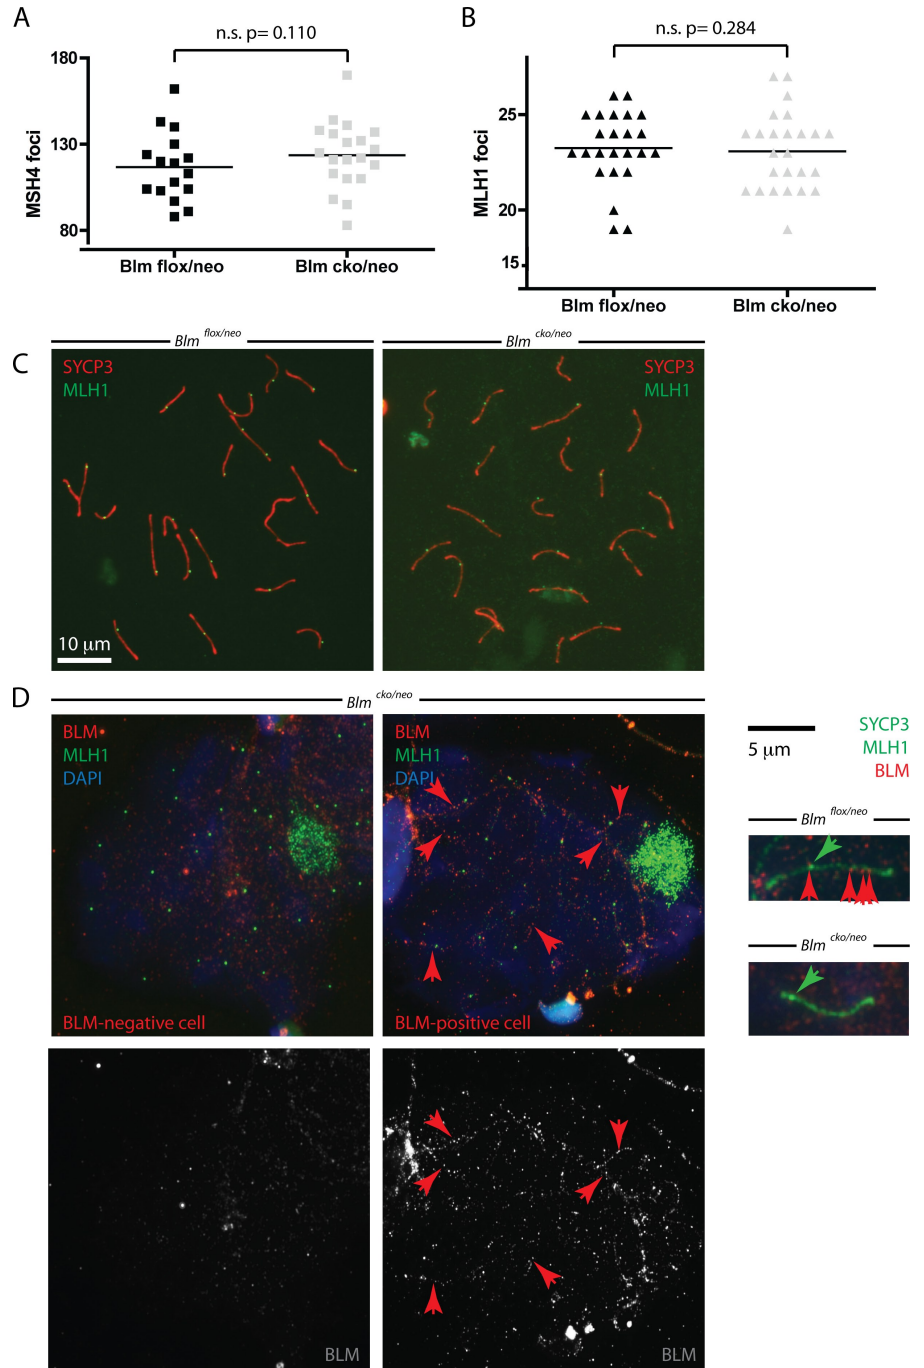 A
n.s. p= 0.110
180
130
80
MSH4 foci
Blm flox/neo
Blm cko/neo
B
n.s. p= 0.284
25
20
15
MLH1 foci
Blm flox/neo
Blm cko/neo
C
Blm flox/neo
Blm cko/neo
SYCP3
MLH1
10 μm
SYCP3
MLH1
D
Blm cko/neo
BLM
MLH1
DAPI
BLM-negative cell
BLM
MLH1
DAPI
BLM-positive cell
BLM
BLM
5 μm
SYCP3
MLH1
BLM
Blm flox/neo
Blm cko/neo